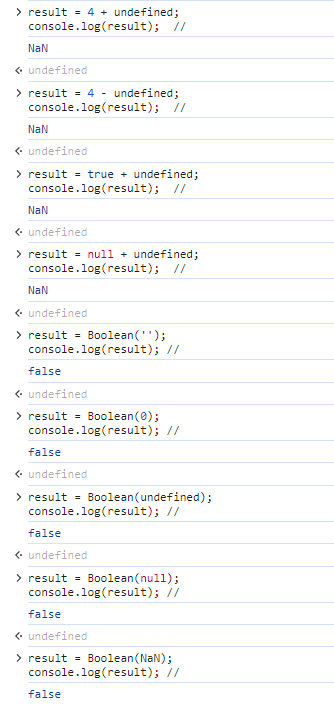 > result = 4 + undefined;
console.log(result);  //
NaN
undefined
> result = 4 - undefined;
console.log(result);  //
NaN
undefined
> result = true + undefined;
console.log(result);  //
NaN
undefined
> result = null + undefined;
console.log(result);  //
NaN
undefined
> result = Boolean('');
console.log(result); //
false
undefined
> result = Boolean(0);
console.log(result); //
false
undefined
> result = Boolean(undefined);
console.log(result); //
false
undefined
> result = Boolean(null);
console.log(result); //
false
undefined
> result = Boolean(NaN);
console.log(result); //
false